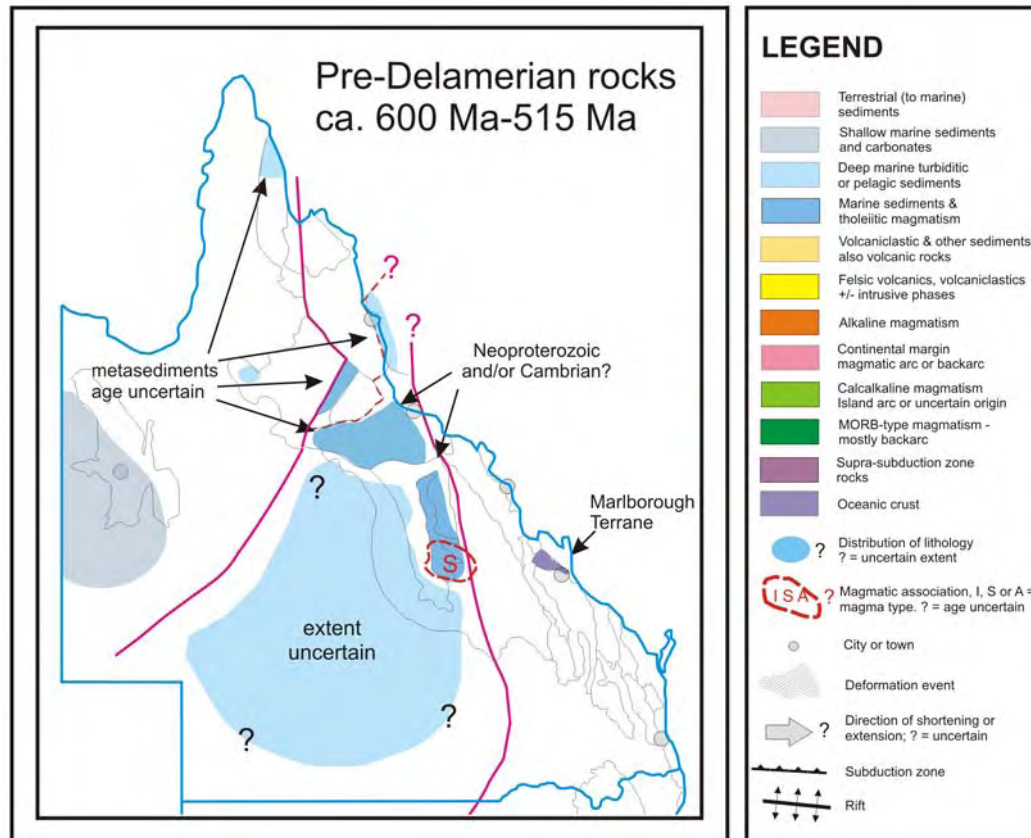 Pre-Delamerian rocks
ca. 600 Ma-515 Ma
?
?
Neoproterozoic
and/or Cambrian?
metasediments
age uncertain
?
Marlborough
Terrane
S
extent
uncertain
?
?
LEGEND
Terrestrial (to marine)
sediments
Shallow marine sediments
and carbonates
Deep marine turbiditic
or pelagic sediments
Marine sediments &
tholeiitic magmatism
Volcaniclastic & other sediments
also volcanic rocks
Felsic volcanics, volcaniclastics
+/- intrusive phases
Alkaline magmatism
Continental margin
magmatic arc or backarc
Calcalkaline magmatism
Island arc or uncertain origin
MORB-type magmatism -
mostly backarc
Supra-subduction zone
rocks
Oceanic crust
? Distribution of lithology
? = uncertain extent
I S A ? Magmatic association, I, S or A =
magma type. ? = age uncertain
City or town
Deformation event
? Direction of shortening or
extension; ? = uncertain
Subduction zone
Rift